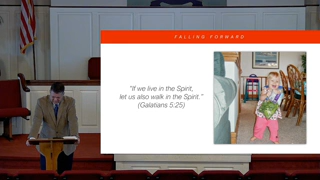 FALLING FORWARD
"If we live in the Spirit,
let us also walk in the Spirit."
(Galatians 5:25)